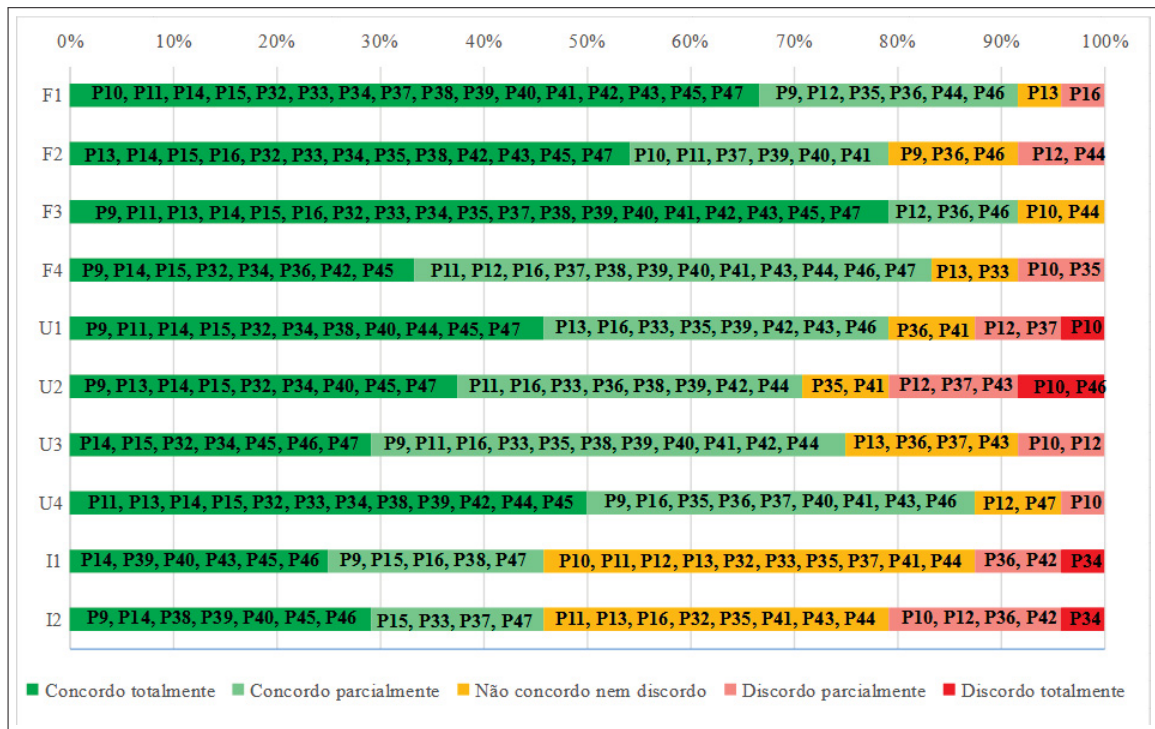 0% 10% 20% 30% 40% 50% 60% 70% 80% 90% 100%
F1 P10, P11, P14, P15, P32, P33, P34, P37, P38, P39, P40, P41, P42, P43, P45, P47 P9, P12, P35, P36, P44, P46 P13 P16
F2 P13, P14, P15, P16, P32, P33, P34, P35, P38, P42, P43, P45, P47 P10, P11, P37, P39, P40, P41 P9, P36, P46 P12, P44
F3 P9, P11, P13, P14, P15, P16, P32, P33, P34, P35, P37, P38, P39, P40, P41, P42, P43, P45, P47 P12, P36, P46 P10, P44
F4 P9, P14, P15, P32, P34, P36, P42, P45 P11, P12, P16, P37, P38, P39, P40, P41, P43, P44, P46, P47 P13, P33 P10, P35
U1 P9, P11, P14, P15, P32, P34, P38, P40, P44, P45, P47 P13, P16, P33, P35, P39, P42, P43, P46 P36, P41 P12, P37 P10
U2 P9, P13, P14, P15, P32, P34, P40, P45, P47 P11, P16, P33, P36, P38, P39, P42, P44 P35, P41 P12, P37, P43 P10, P46
U3 P14, P15, P32, P34, P45, P46, P47 P9, P11, P16, P33, P35, P38, P39, P40, P41, P42, P44 P13, P36, P37, P43 P10, P12
U4 P11, P13, P14, P15, P32, P33, P34, P38, P39, P42, P44, P45 P9, P16, P35, P36, P37, P40, P41, P43, P46 P12, P47 P10
I1 P14, P39, P40, P43, P45, P46 P9, P15, P16, P38, P47 P10, P11, P12, P13, P32, P33, P35, P37, P41, P44 P36, P42 P34
I2 P9, P14, P38, P39, P40, P45, P46 P15, P33, P37, P47 P11, P13, P16, P32, P35, P41, P43, P44 P10, P12, P36, P42 P34
Concordo totalmente Concordo parcialmente Não concordo nem discordo Discordo parcialmente Discordo totalmente